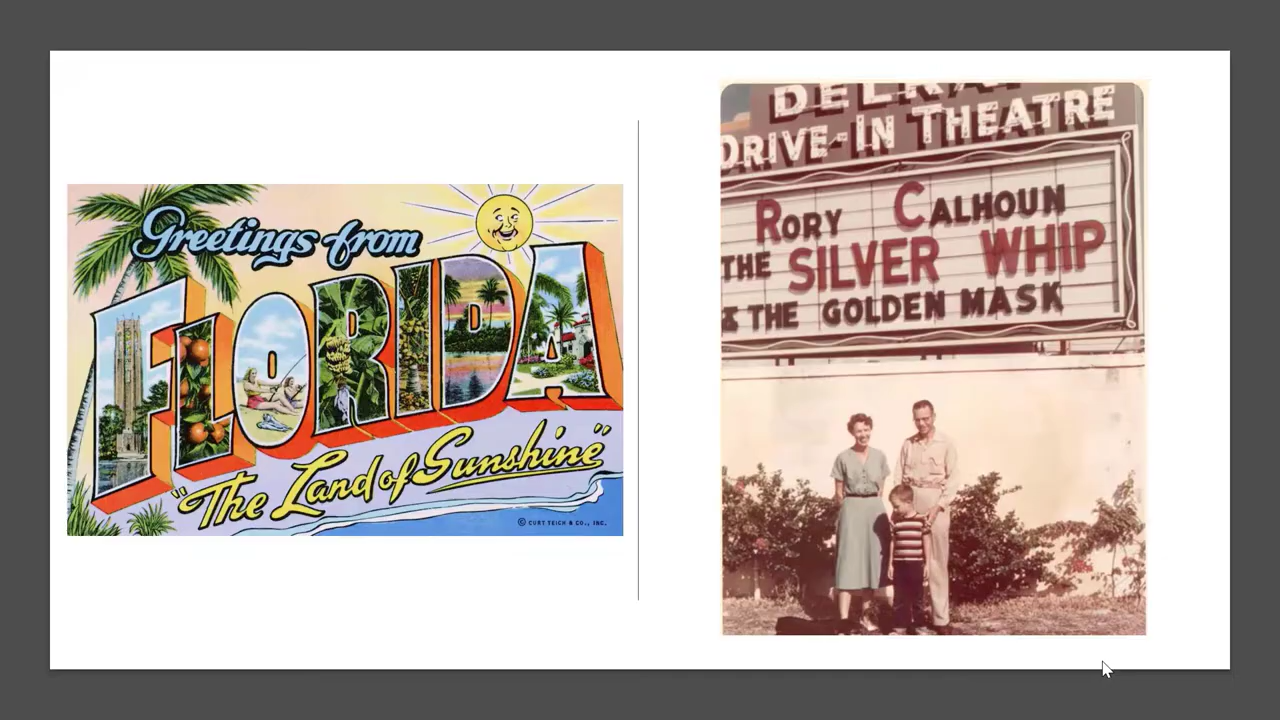 Greetings from
FLORIDA
"The Land of Sunshine"
© CURT TEICH & CO., INC.
DRIVE-IN THEATRE
RORY CALHOUN
THE SILVER WHIP
& THE GOLDEN MASK